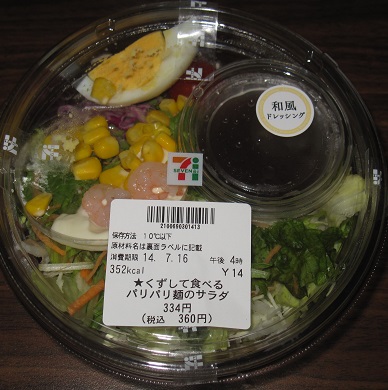 和風
ドレッシング
7
SEVEN
2100690301413
保存方法 10℃以下
原材料名は裏面ラベルに記載
消費期限 14. 7.16 午後 4時
352kcal Y14
★くずして食べる
パリパリ麺のサラダ
334円
(税込 360円)